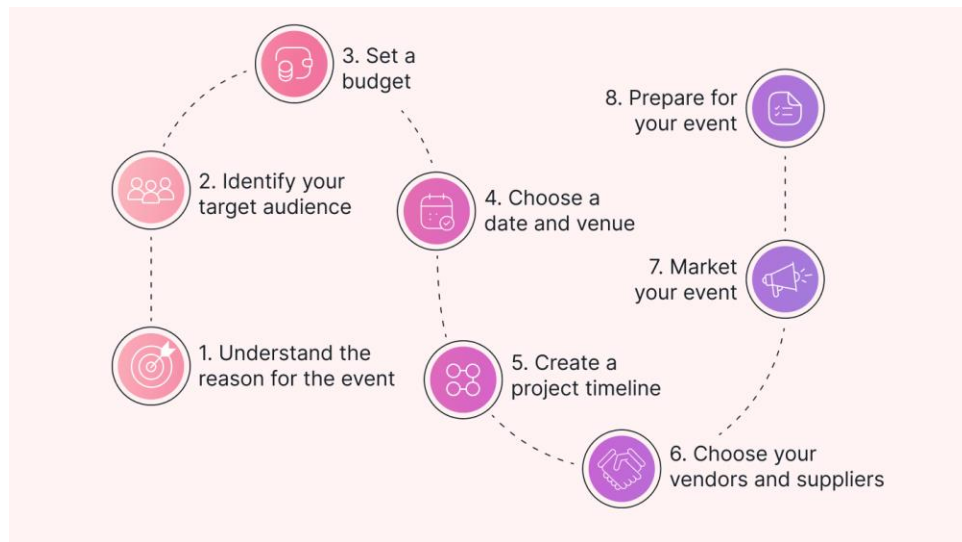 1. Understand the
reason for the event
2. Identify your
target audience
3. Set a
budget
4. Choose a
date and venue
5. Create a
project timeline
6. Choose your
vendors and suppliers
7. Market
your event
8. Prepare for
your event